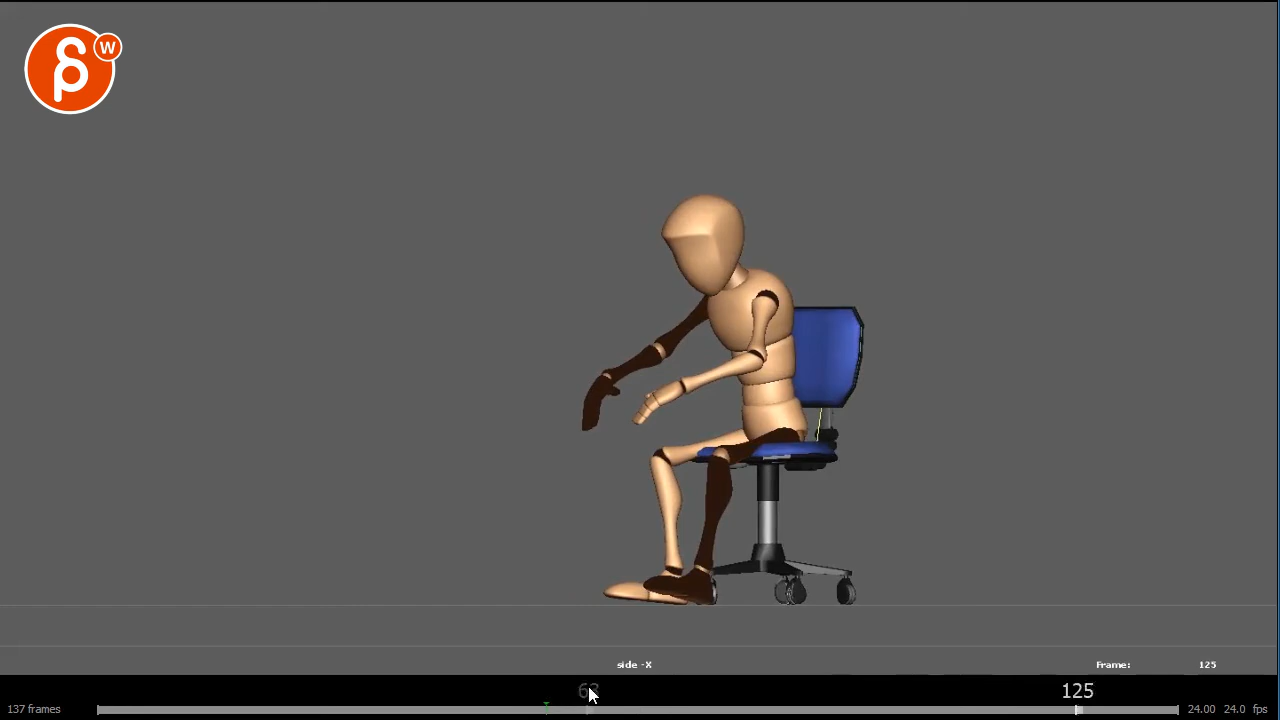 W
side -X
Frame: 125
125
137 frames
24.00 24.0 fps